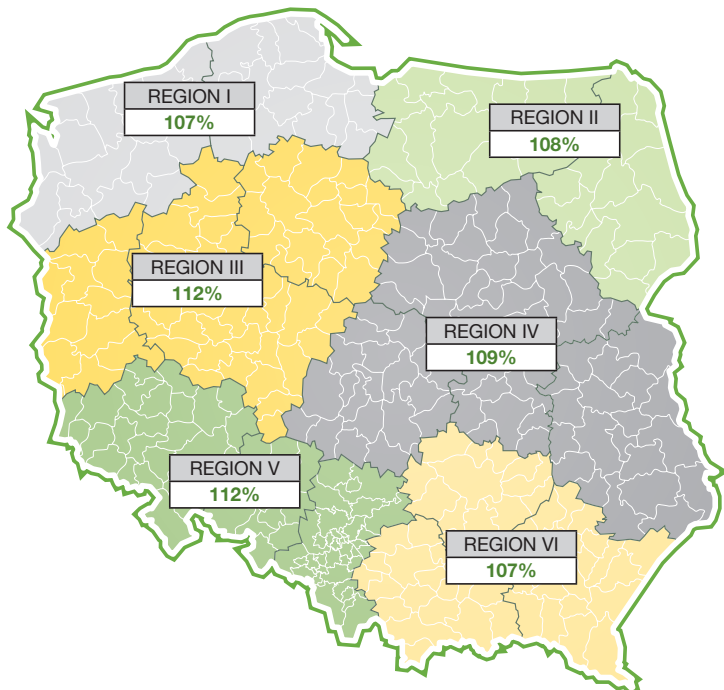 REGION I
107%
REGION II
108%
REGION III
112%
REGION IV
109%
REGION V
112%
REGION VI
107%